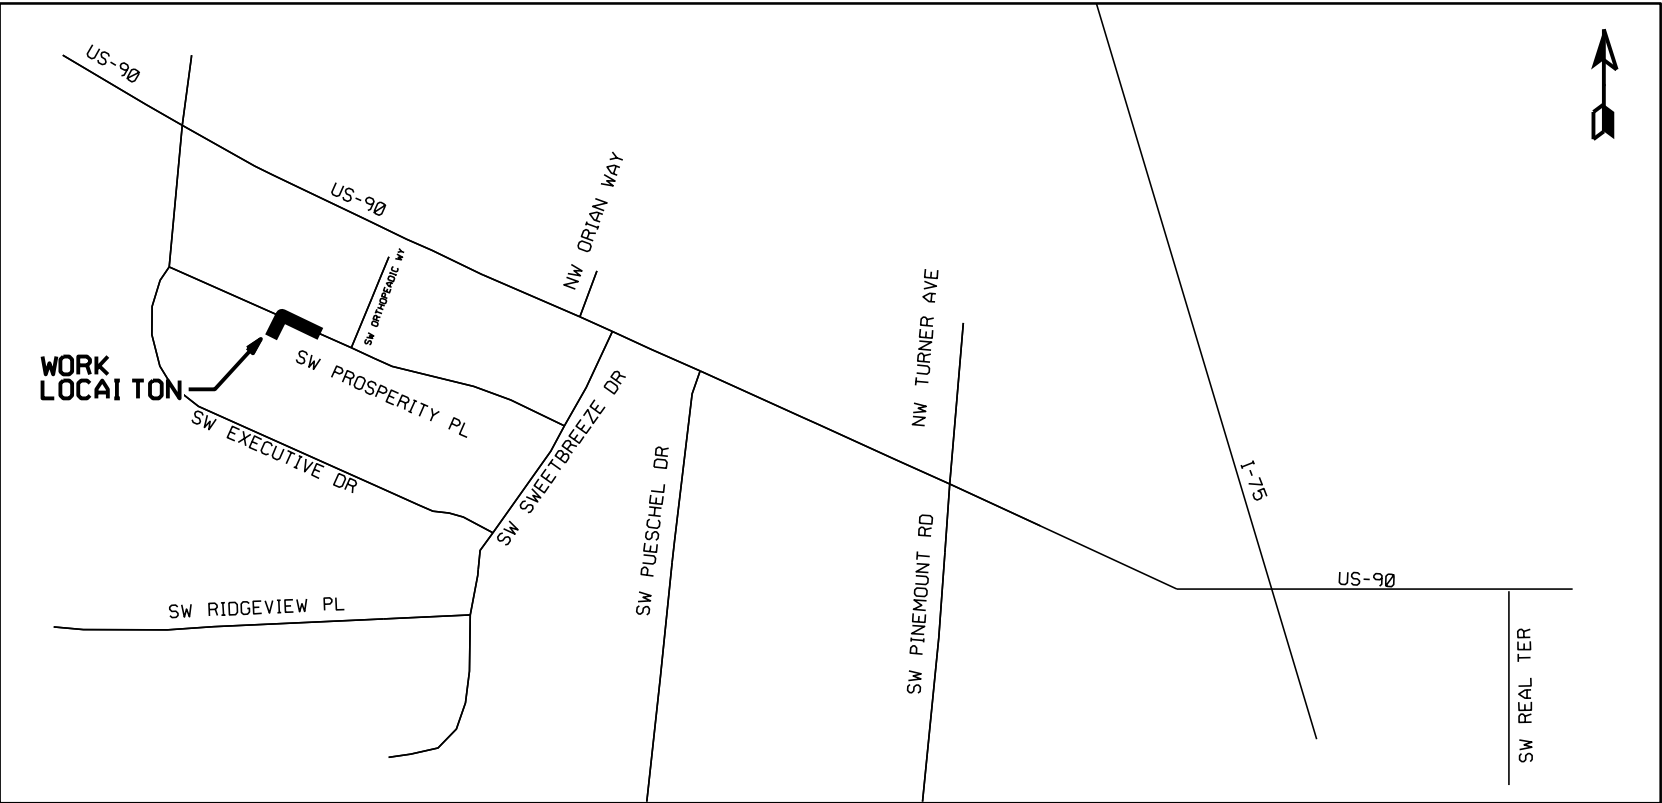 US-90
US-90
NW ORIAN WAY
SW ORTHOPEADIC WY
NW TURNER AVE
WORK
LOCAITON
SW PROSPERITY PL
SW EXECUTIVE DR
SW SWEETBREEZE DR
SW PUESCHEL DR
I-75
SW PINEMOUNT RD
US-90
SW RIDGEVIEW PL
SW REAL TER